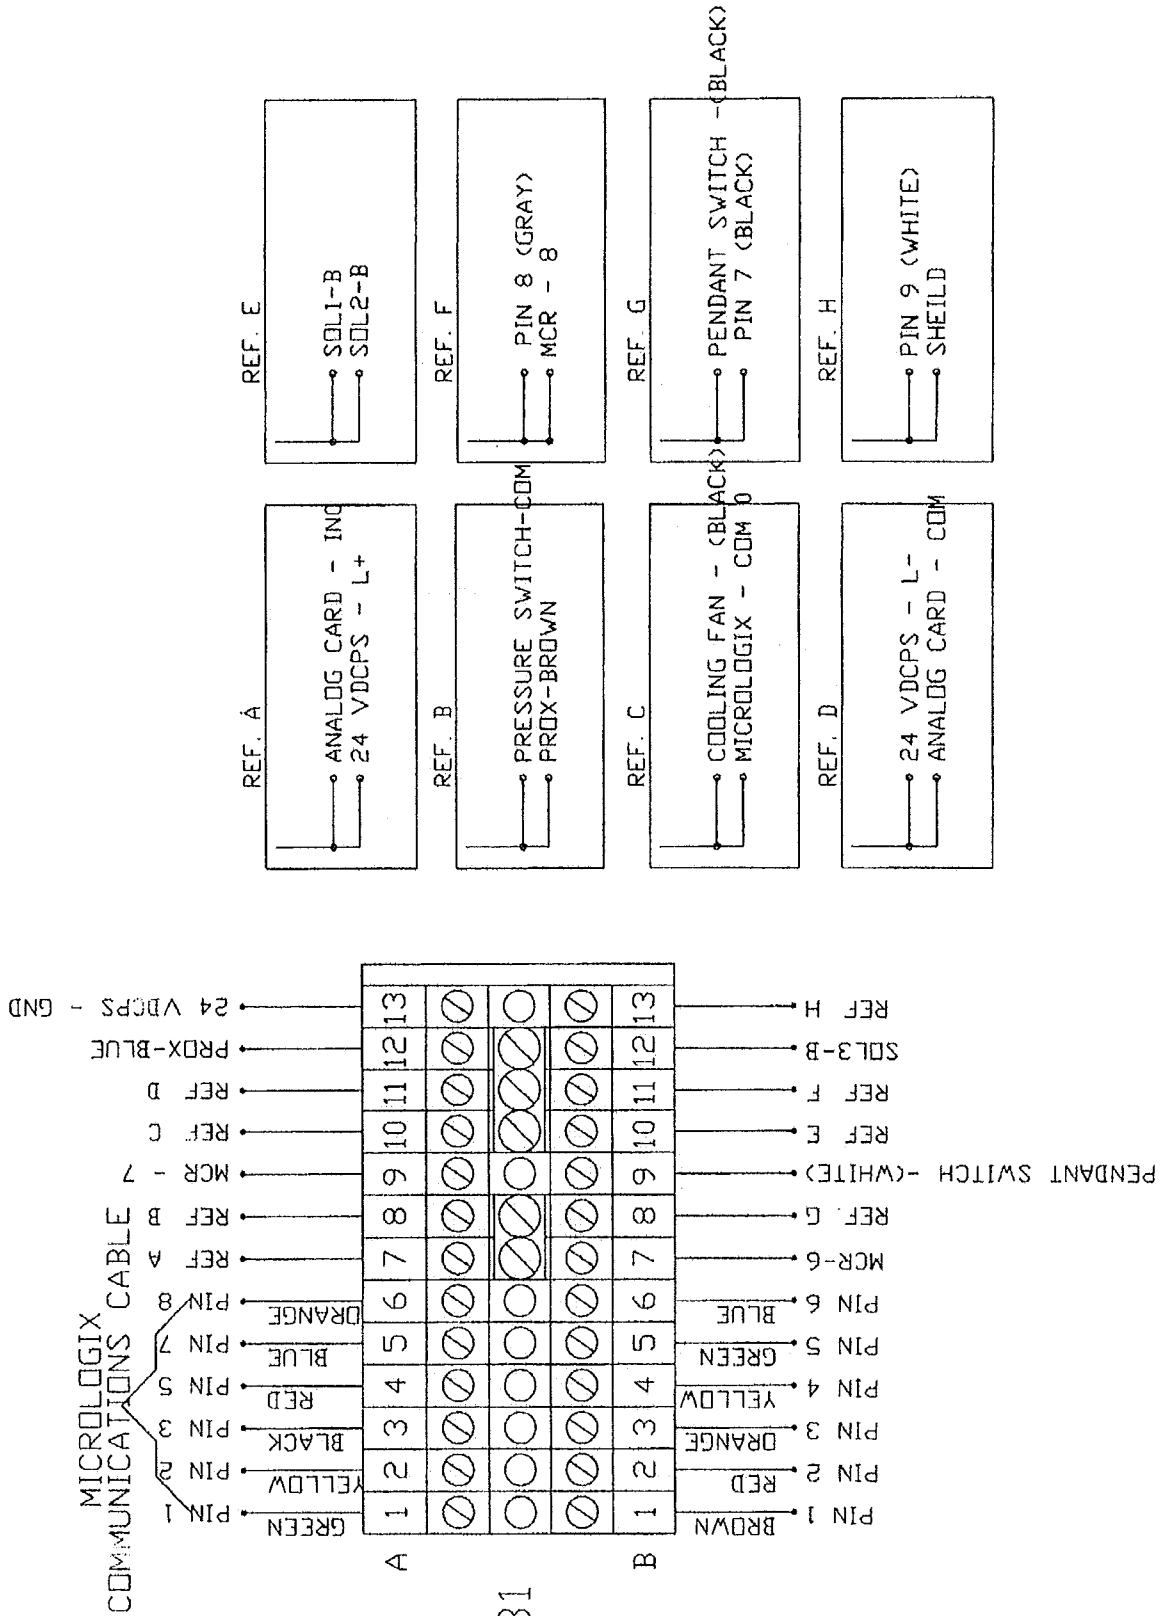 REF. A
ANALOG CARD - INO
24 VDCPS - L+
REF. B
PRESSURE SWITCH-COM
PROX-BROWN
REF. C
COOLING FAN - (BLACK)
MICROLOGIX - COM 0
REF. D
24 VDCPS - L-
ANALOG CARD - COM
REF. E
SOL1-B
SOL2-B
REF. F
PIN 8 (GRAY)
MCR - 8
REF. G
PENDANT SWITCH -(BLACK)
PIN 7 (BLACK)
REF. H
PIN 9 (WHITE)
SHEILD
MICROLOGIX
COMMUNICATIONS CABLE
24 VDCPS - GND
PROX-BLUE
REF D
REF C
MCR - 7
REF B
REF A
PIN 8 ORANGE
PIN 7 BLUE
PIN 5 RED
PIN 3 BLACK
PIN 2 YELLOW
PIN 1 GREEN
A
13
12
11
10
9
8
7
6
5
4
3
2
1
B
13
12
11
10
9
8
7
6
5
4
3
2
1
REF H
SOL3-B
REF F
REF E
PENDANT SWITCH -(WHITE)
REF. G
MCR-6
PIN 6 BLUE
PIN 5 GREEN
PIN 4 YELLOW
PIN 3 ORANGE
PIN 2 RED
PIN 1 BROWN